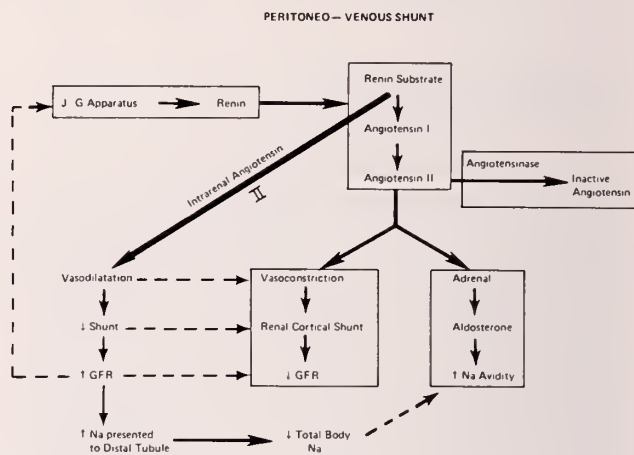 PERITONEO — VENOUS SHUNT
Renin Substrate
J G Apparatus
Renin
Angiotensin I
Angiotensinase
Angiotensin II
Inactive
Angiotensin
Intrarenal Angiotensin
II
Vasodilatation
Vasoconstriction
Adrenal
↓ Shunt
Renal Cortical Shunt
Aldosterone
↑ GFR
↓ GFR
↑ Na Avidity
↑ Na presented
to Distal Tubule
↓ Total Body
Na